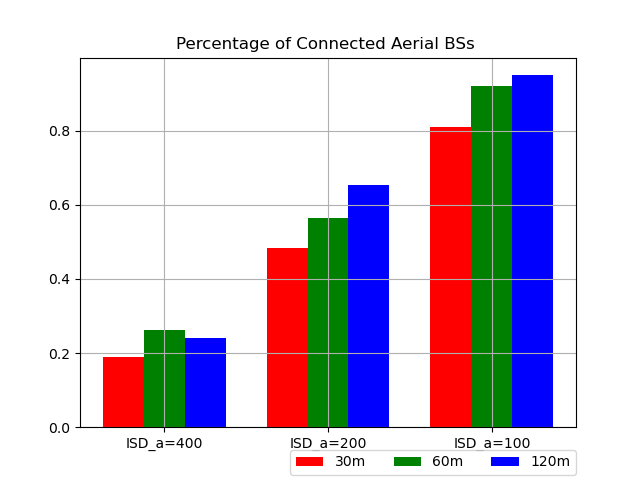 Percentage of Connected Aerial BSs
0.8
0.6
0.4
0.2
0.0
ISD_a=400 ISD_a=200 ISD_a=100
30m 60m 120m